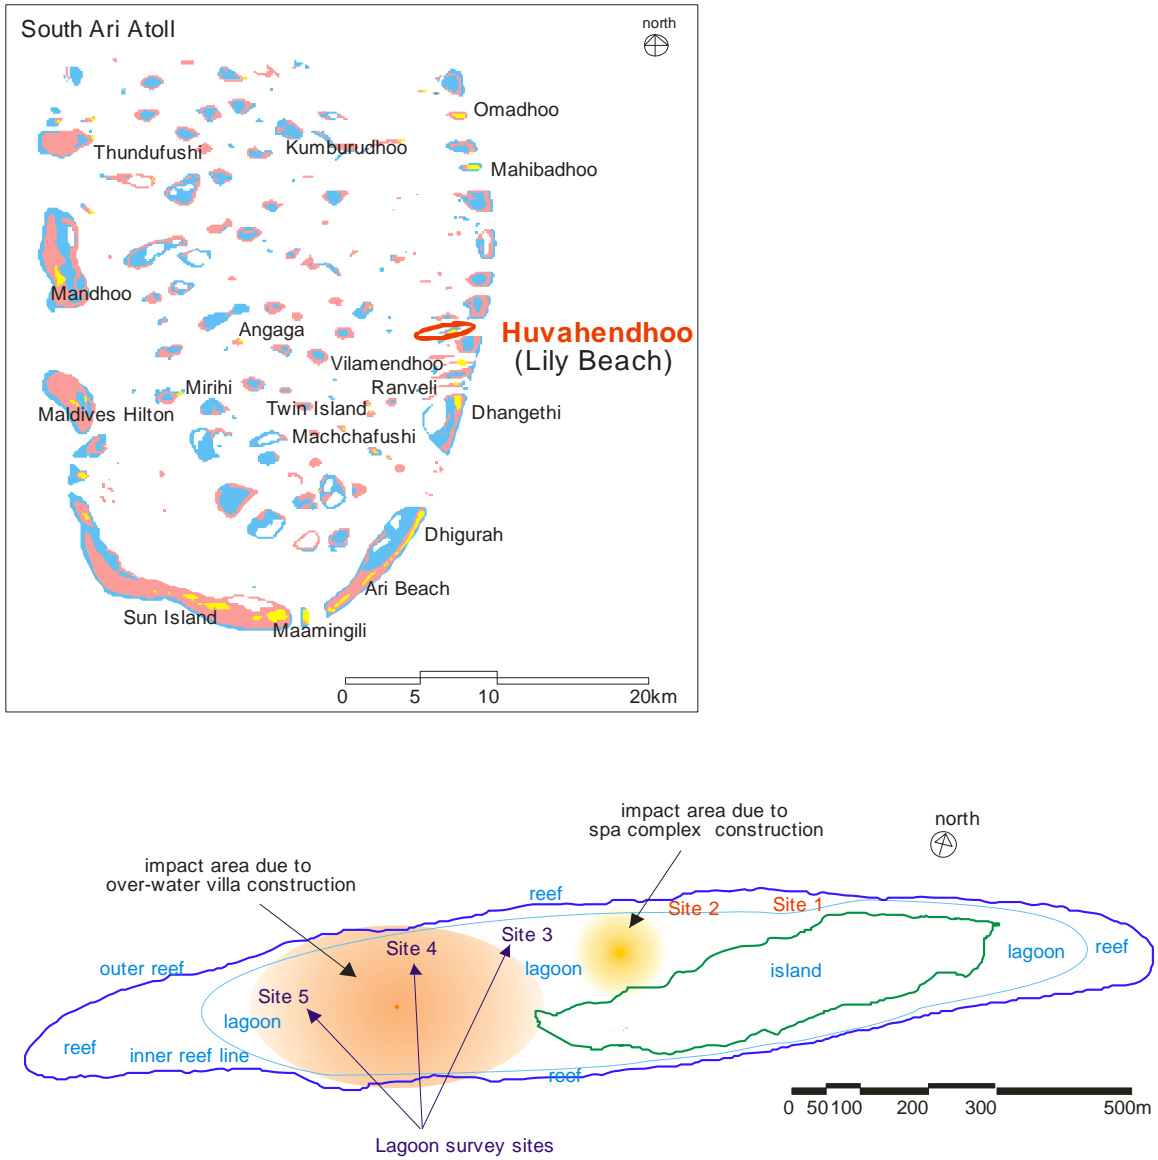 South Ari Atoll
north
Omadhoo
Thundufushi
Kumburudhoo
Mahibadhoo
Mandhoo
Angaga
Huvahendhoo
(Lily Beach)
Vilamendhoo
Mirihi
Ranveli
Maldives Hilton
Twin Island
Dhangethi
Machchafushi
Dhigurah
Ari Beach
Sun Island
Maamingili
0 5 10 20km
impact area due to
spa complex construction
north
impact area due to
over-water villa construction
reef
Site 2
Site 1
Site 3
Site 4
lagoon
reef
outer reef
lagoon
island
Site 5
lagoon
reef
inner reef line
reef
0 50 100 200 300 500m
Lagoon survey sites